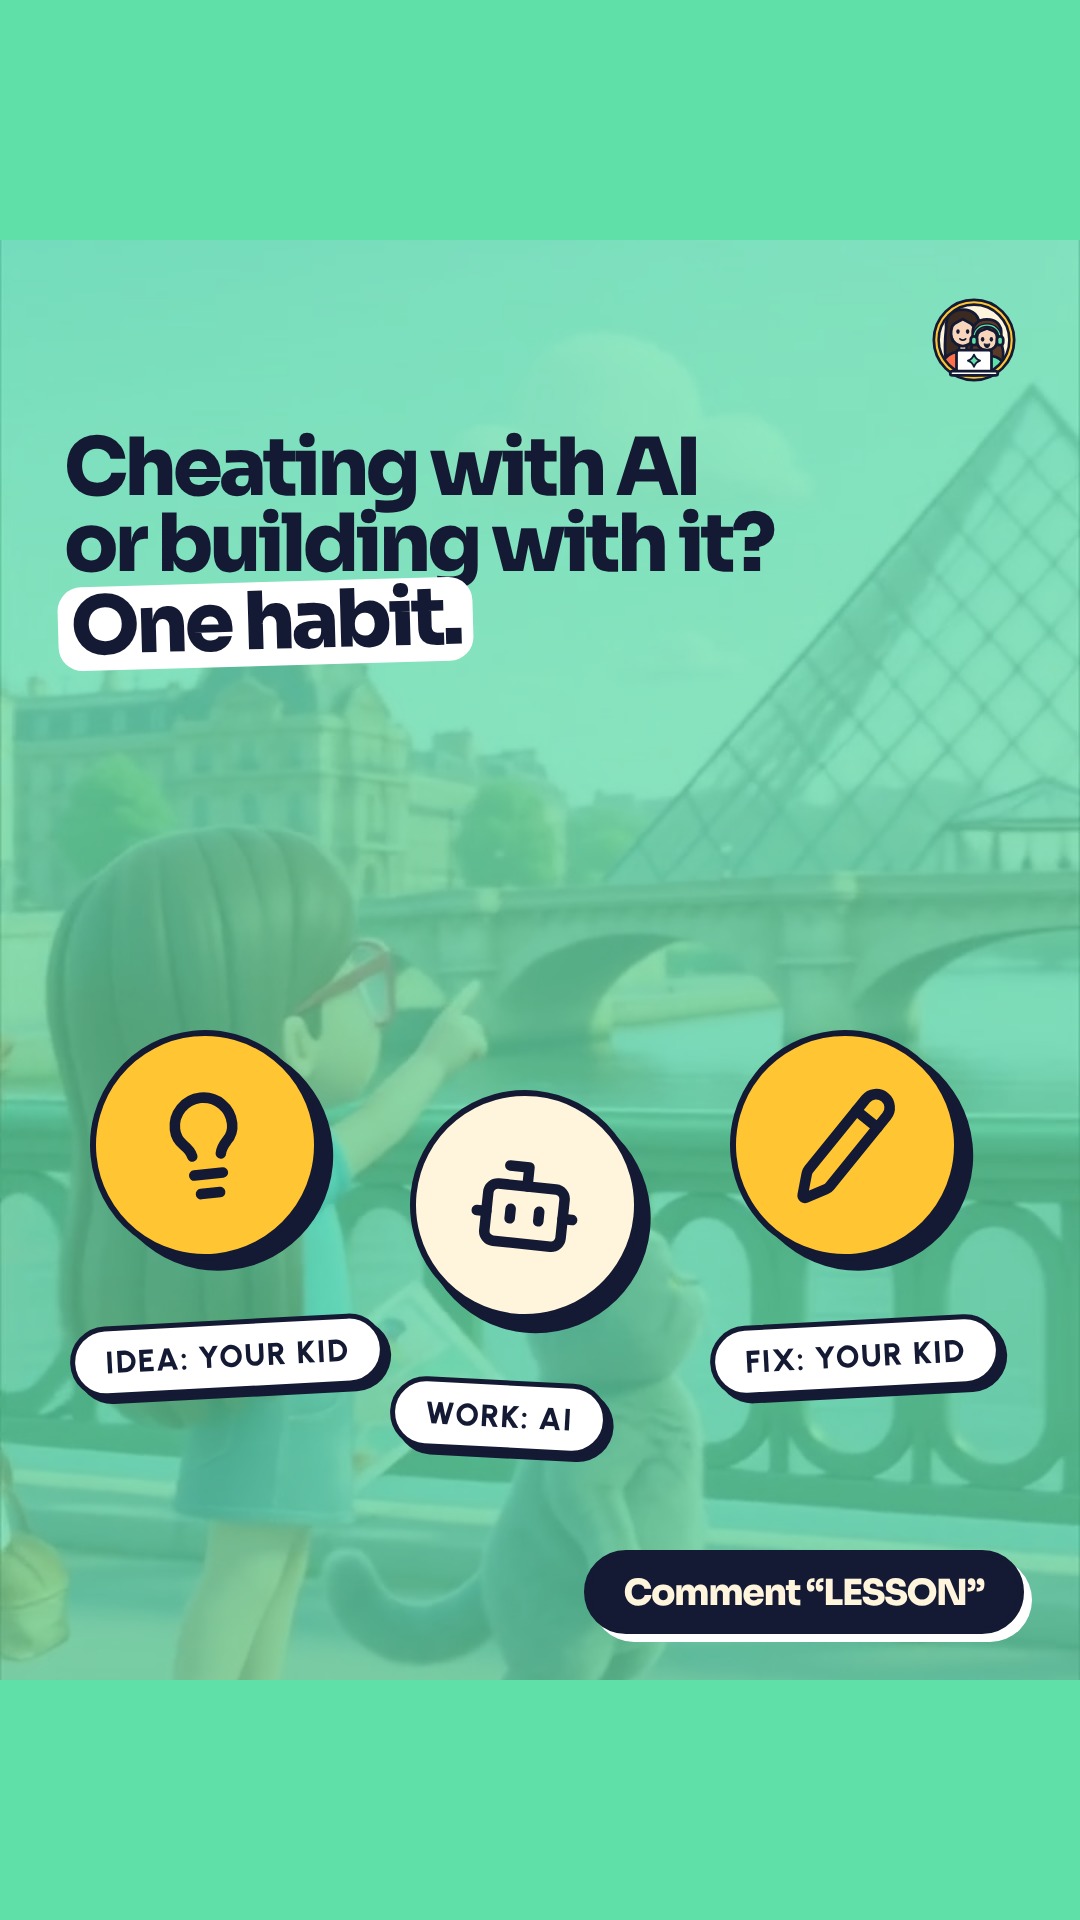 Cheating with AI
or building with it?
One habit.
IDEA: YOUR KID
WORK: AI
FIX: YOUR KID
Comment “LESSON”